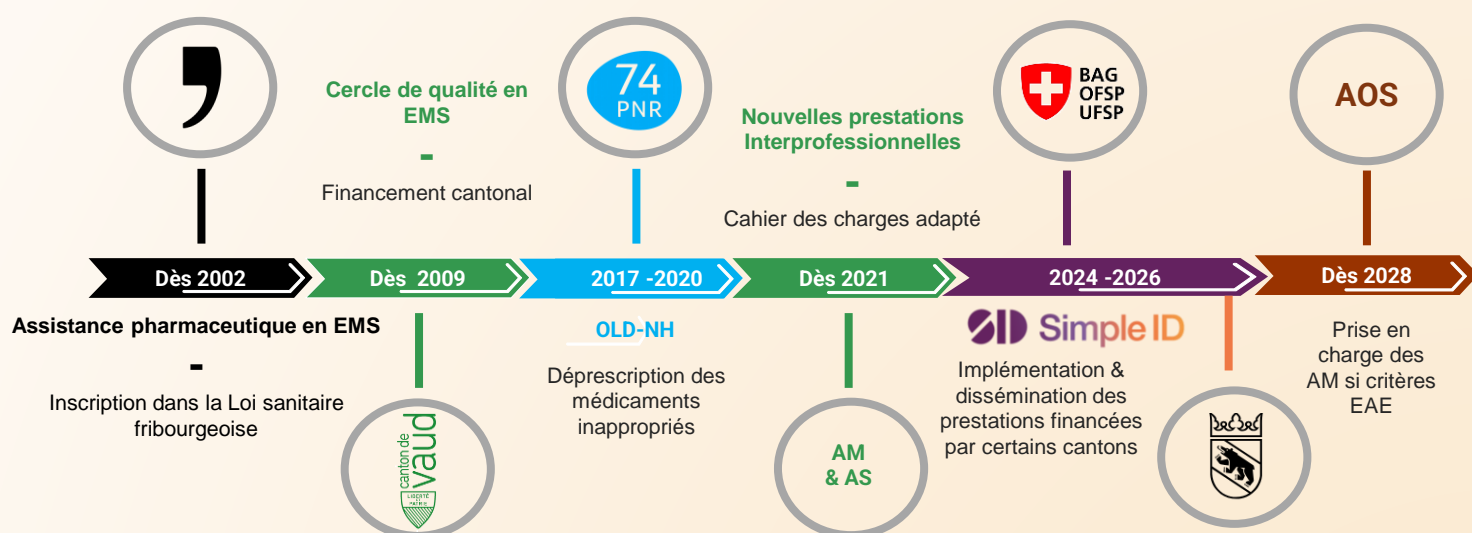 Dès 2002
Assistance pharmaceutique en EMS
-
Inscription dans la Loi sanitaire
fribourgeoise
Cercle de qualité en
EMS
-
Financement cantonal
Dès 2009
canton de
vaud
LIBERTÉ
ET
PATRIE
74
PNR
2017 -2020
OLD-NH
Déprescription des
médicaments
inappropriés
Nouvelles prestations
Interprofessionnelles
-
Cahier des charges adapté
Dès 2021
AM
& AS
BAG
OFSP
UFSP
2024 -2026
Simple ID
Implémentation &
dissémination des
prestations financées
par certains cantons
AOS
Dès 2028
Prise en
charge des
AM si critères
EAE